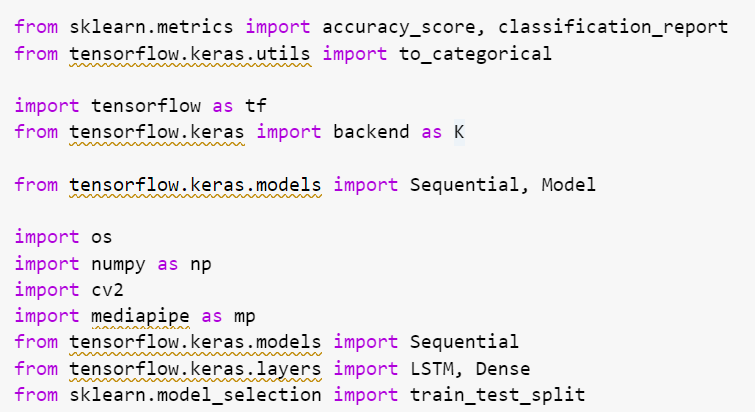 from sklearn.metrics import accuracy_score, classification_report
from tensorflow.keras.utils import to_categorical
import tensorflow as tf
from tensorflow.keras import backend as K
from tensorflow.keras.models import Sequential, Model
import os
import numpy as np
import cv2
import mediapipe as mp
from tensorflow.keras.models import Sequential
from tensorflow.keras.layers import LSTM, Dense
from sklearn.model_selection import train_test_split